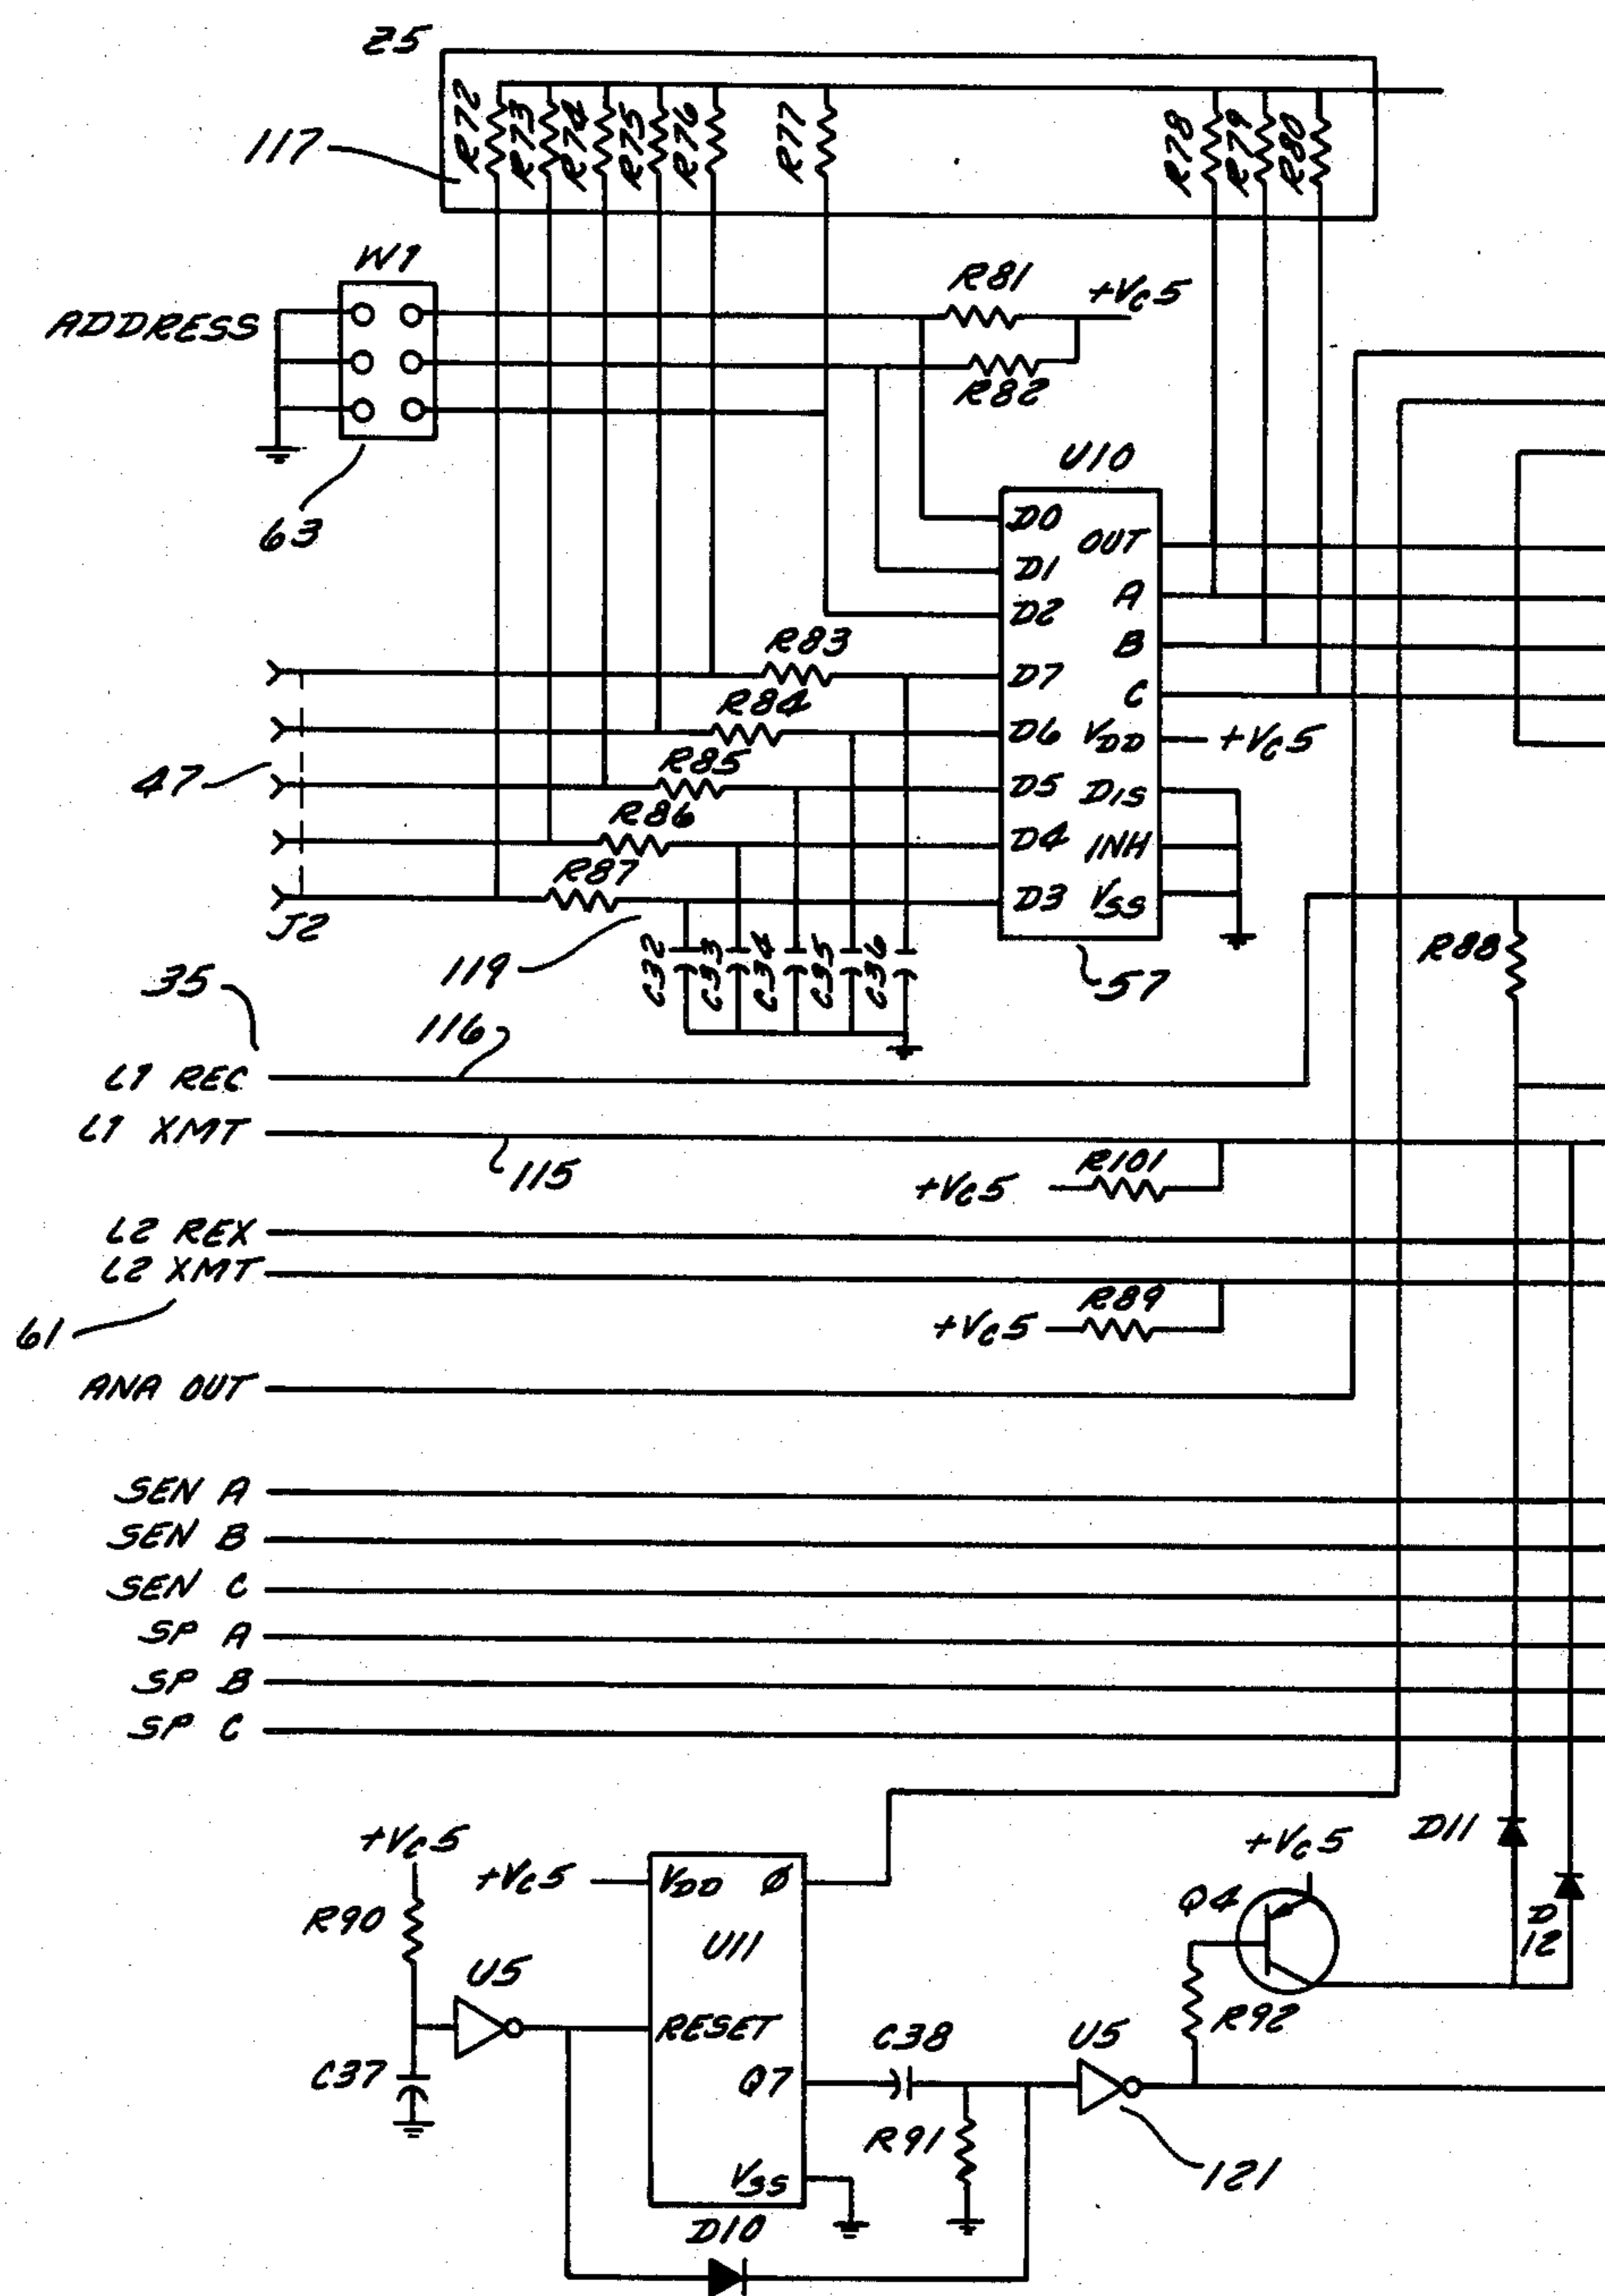 25
R72 R73 R74 R75 R76 R77 R78 R79 R80
117
W1
R81
+VC5
ADDRESS
R82
U10
63
D0
OUT
D1
A
D2
R83
B
D7
C
R84
D6 VDD +VC5
47
R85
D5 DIS
R86
D4 INH
R87
D3 VSS
J2
R88
119
C32 C33 C34 C35 C36
57
35
116
L1 REC
L1 XMT
115
R101
+VC5
L2 REX
L2 XMT
R89
+VC5
61
ANA OUT
SEN A
SEN B
SEN C
SP A
SP B
SP C
+VC5
+VC5
D11
+VC5
VDD Ø
Q4
R90
U11
D
12
U5
R92
RESET
C38
U5
C37
Q7
R91
121
VSS
D10